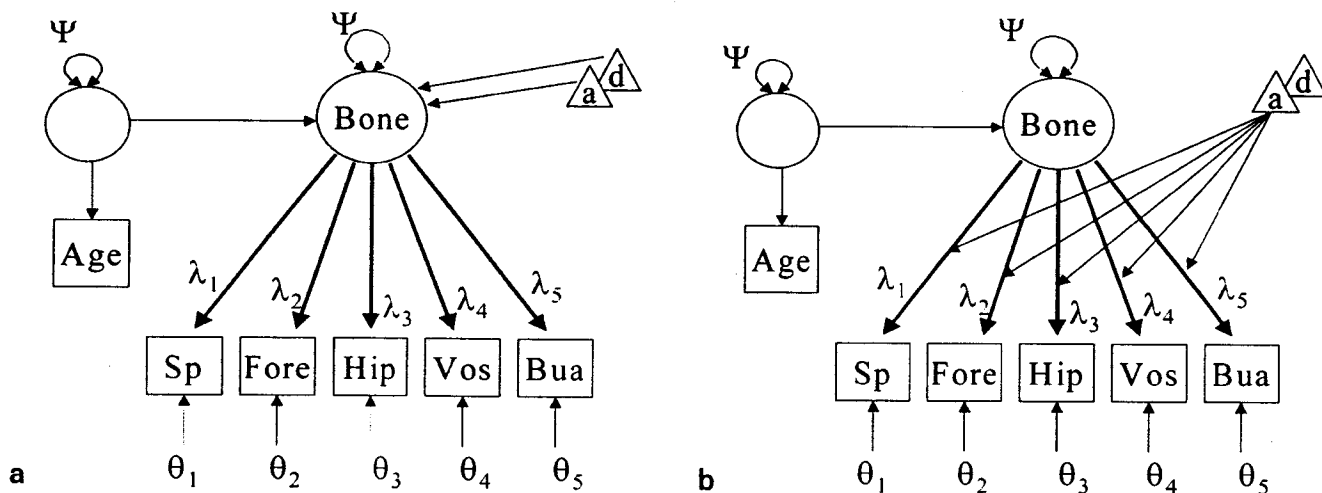 Ψ
Ψ
a
d
Bone
Age
λ1
λ2
λ3
λ4
λ5
Sp
Fore
Hip
Vos
Bua
θ1
θ2
θ3
θ4
θ5
a
Ψ
Ψ
a
d
Bone
Age
λ1
λ2
λ3
λ4
λ5
Sp
Fore
Hip
Vos
Bua
θ1
θ2
θ3
θ4
θ5
b